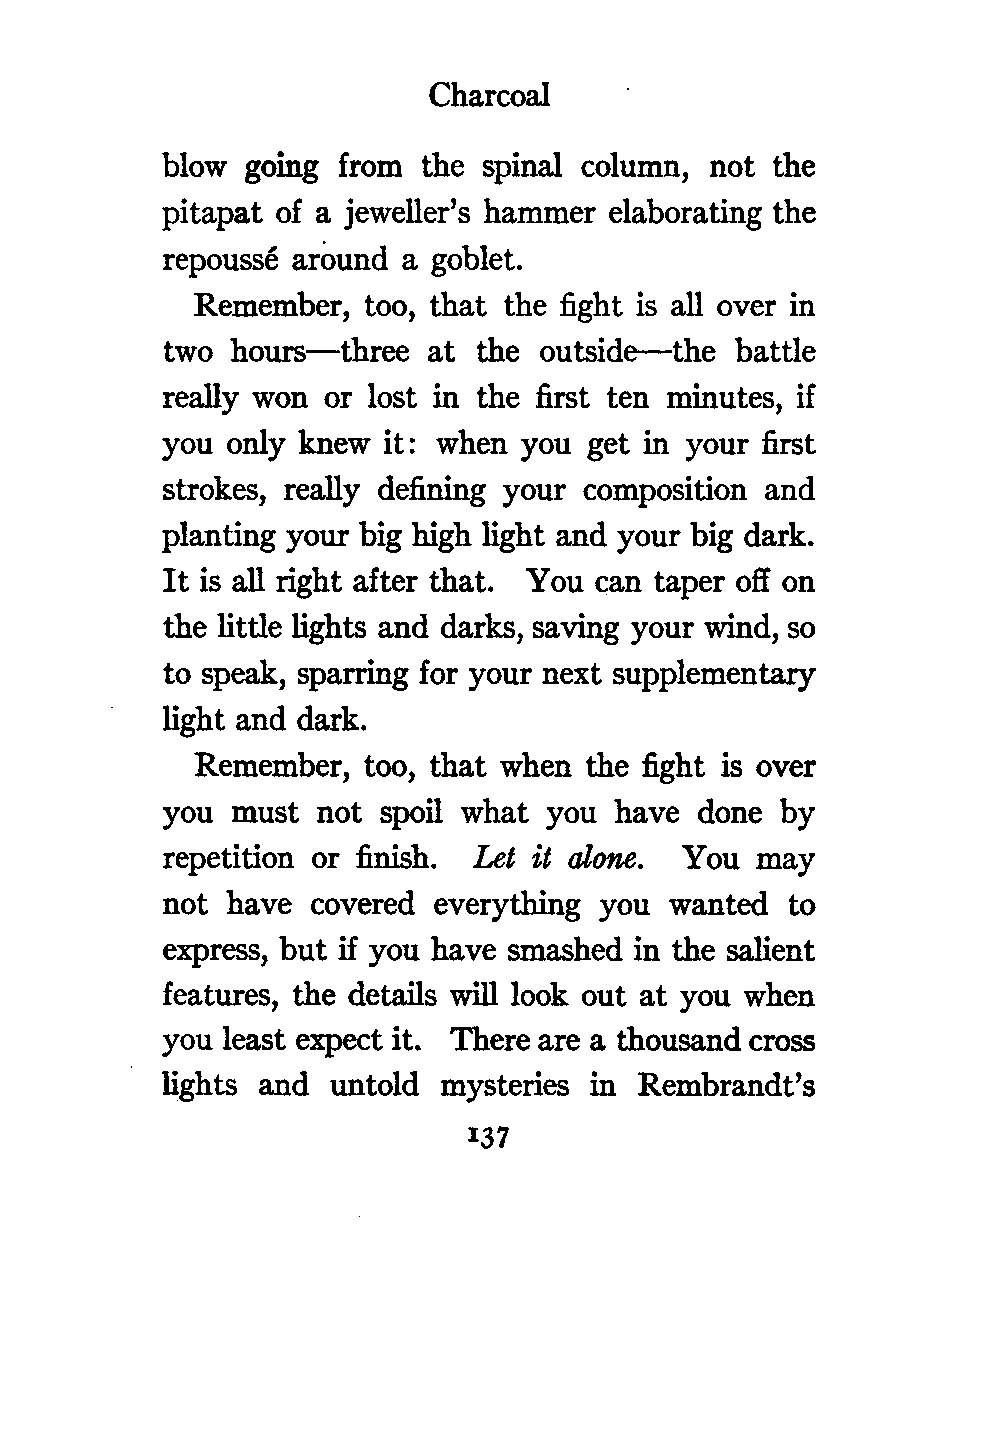 Charcoal
blow going from the spinal column, not the
pitapat of a jeweller's hammer elaborating the
repoussé around a goblet.
Remember, too, that the fight is all over in
two hours—three at the outside—the battle
really won or lost in the first ten minutes, if
you only knew it: when you get in your first
strokes, really defining your composition and
planting your big high light and your big dark.
It is all right after that. You can taper off on
the little lights and darks, saving your wind, so
to speak, sparring for your next supplementary
light and dark.
Remember, too, that when the fight is over
you must not spoil what you have done by
repetition or finish. Let it alone. You may
not have covered everything you wanted to
express, but if you have smashed in the salient
features, the details will look out at you when
you least expect it. There are a thousand cross
lights and untold mysteries in Rembrandt's
137